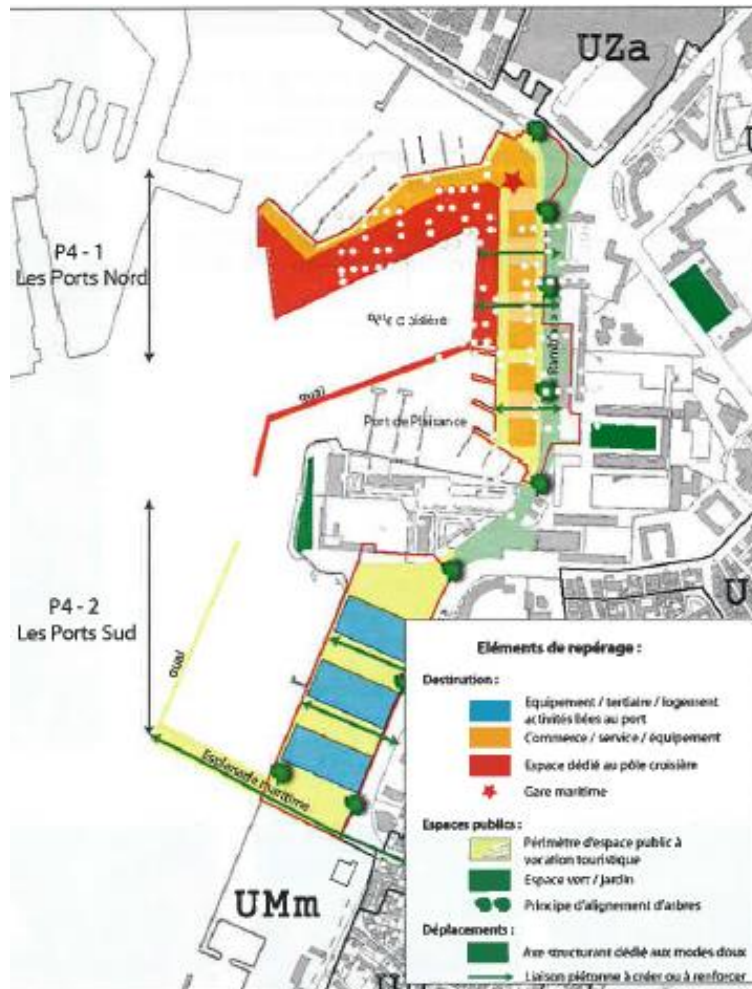 UZa
P4 - 1
Les Ports Nord
quai
Port de Plaisance
P4 - 2
Les Ports Sud
quai
Esplanade maritime
UMm
U
Eléments de repérage :
Destination :
Equipement / tertiaire / logement
activités liées au port
Commerce / service / équipement
Espace dédié au pôle croisière
Gare maritime
Espaces publics :
Périmètre d'espace public à
vocation touristique
Espace vert / Jardin
Principe d'alignement d'arbres
Déplacements :
Axe structurant dédié aux modes doux
Liaison piétonne à créer ou à renforcer